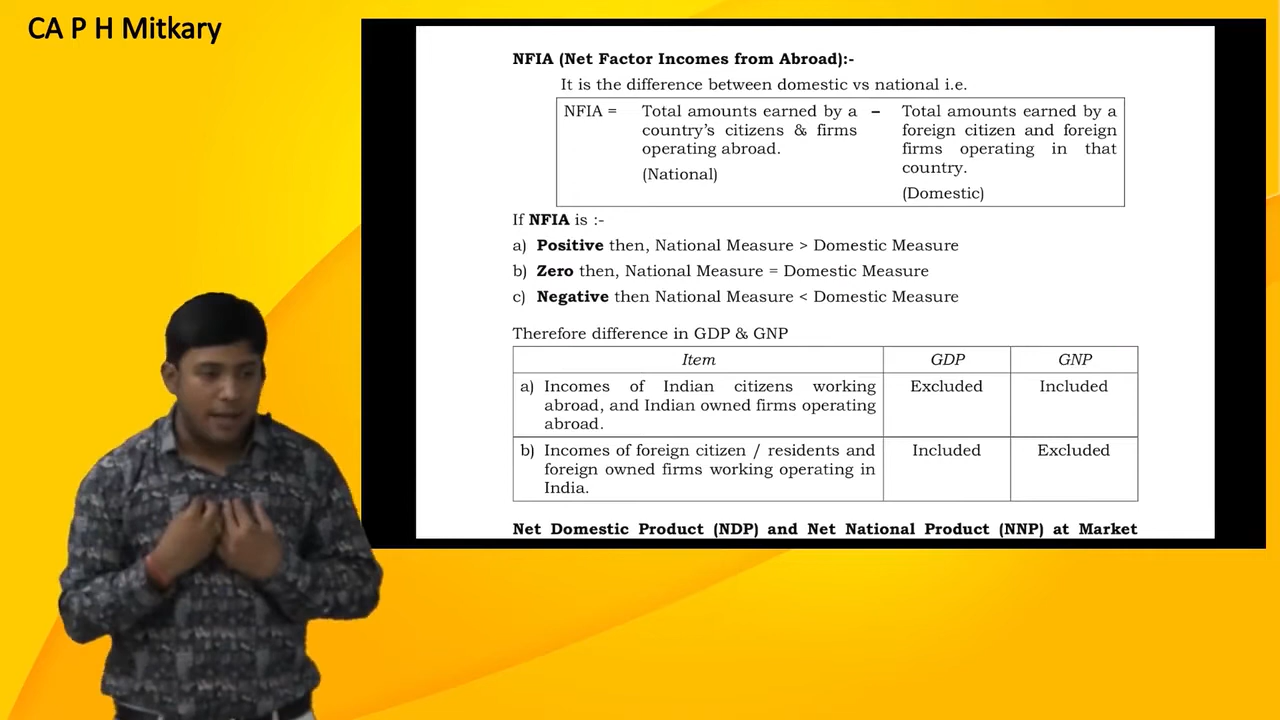 CA P H Mitkary
NFIA (Net Factor Incomes from Abroad):-
It is the difference between domestic vs national i.e.
NFIA = Total amounts earned by a – Total amounts earned by a
country's citizens & firms foreign citizen and foreign
operating abroad. firms operating in that
country.
(National)
(Domestic)
If NFIA is :-
a) Positive then, National Measure > Domestic Measure
b) Zero then, National Measure = Domestic Measure
c) Negative then National Measure < Domestic Measure
Therefore difference in GDP & GNP
Item GDP GNP
a) Incomes of Indian citizens working Excluded Included
abroad, and Indian owned firms operating
abroad.
b) Incomes of foreign citizen / residents and Included Excluded
foreign owned firms working operating in
India.
Net Domestic Product (NDP) and Net National Product (NNP) at Market